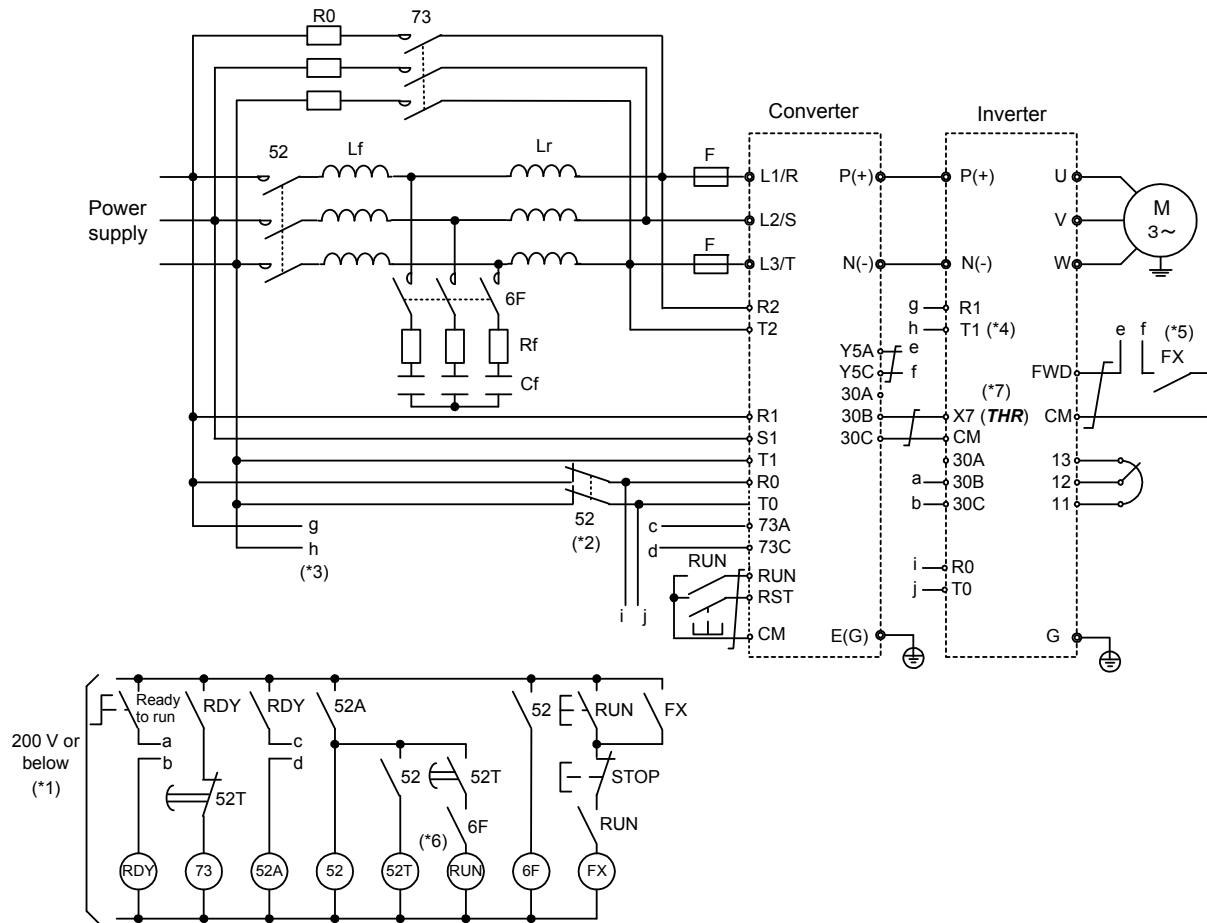 R0
73
Converter
Inverter
52
Lf
Lr
F
L1/R
P(+)
P(+)
U
M
3～
Power
supply
L2/S
V
F
L3/T
N(-)
N(-)
W
6F
R2
g
R1
T2
h
T1 (*4)
e
f
(*5)
Rf
Y5A
e
FX
Y5C
f
FWD
Cf
30A
(*7)
R1
30B
X7 (THR)
CM
S1
30C
CM
T1
30A
13
R0
a
30B
12
T0
b
30C
11
52
(*2)
g
c
73A
h
(*3)
d
73C
RUN
RUN
i
R0
RST
j
T0
i
j
CM
E(G)
G
200 V or
below
(*1)
Ready
to run
RDY
RDY
52A
52
RUN
FX
a
b
c
d
52T
52
52T
STOP
(*6)
6F
RUN
RDY
73
52A
52
52T
RUN
6F
FX